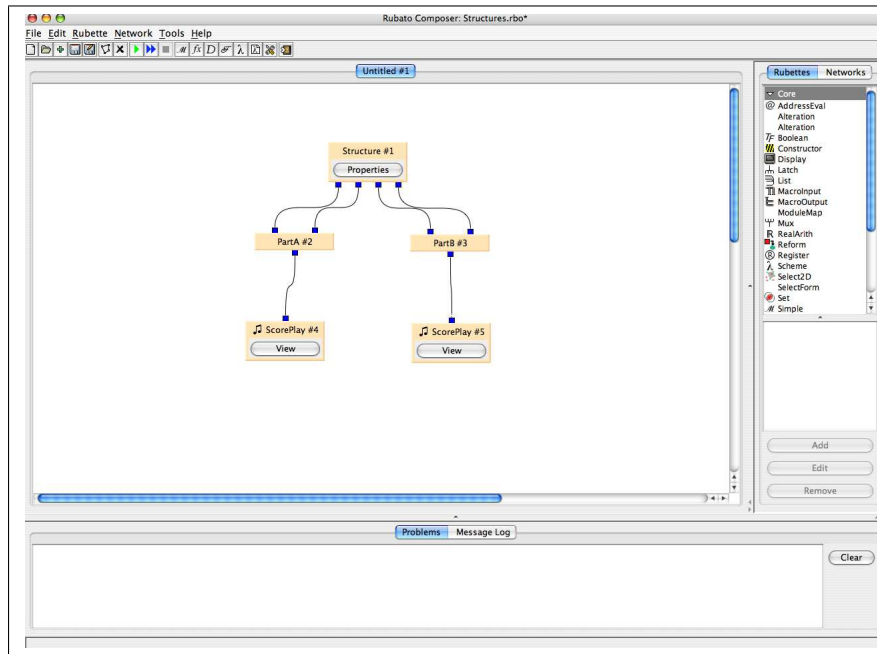 Rubato Composer: Structures.rbo*
File Edit Rubette Network Tools Help
Untitled #1
Rubettes Networks
Core
@ AddressEval
Alteration
Alteration
TF Boolean
Constructor
Display
Latch
List
MacroInput
MacroOutput
ModuleMap
Mux
R RealArith
Reform
® Register
λ Scheme
Select2D
SelectForm
Set
M Simple
Structure #1
Properties
PartA #2
PartB #3
ScorePlay #4
View
ScorePlay #5
View
Add
Edit
Remove
Problems Message Log
Clear